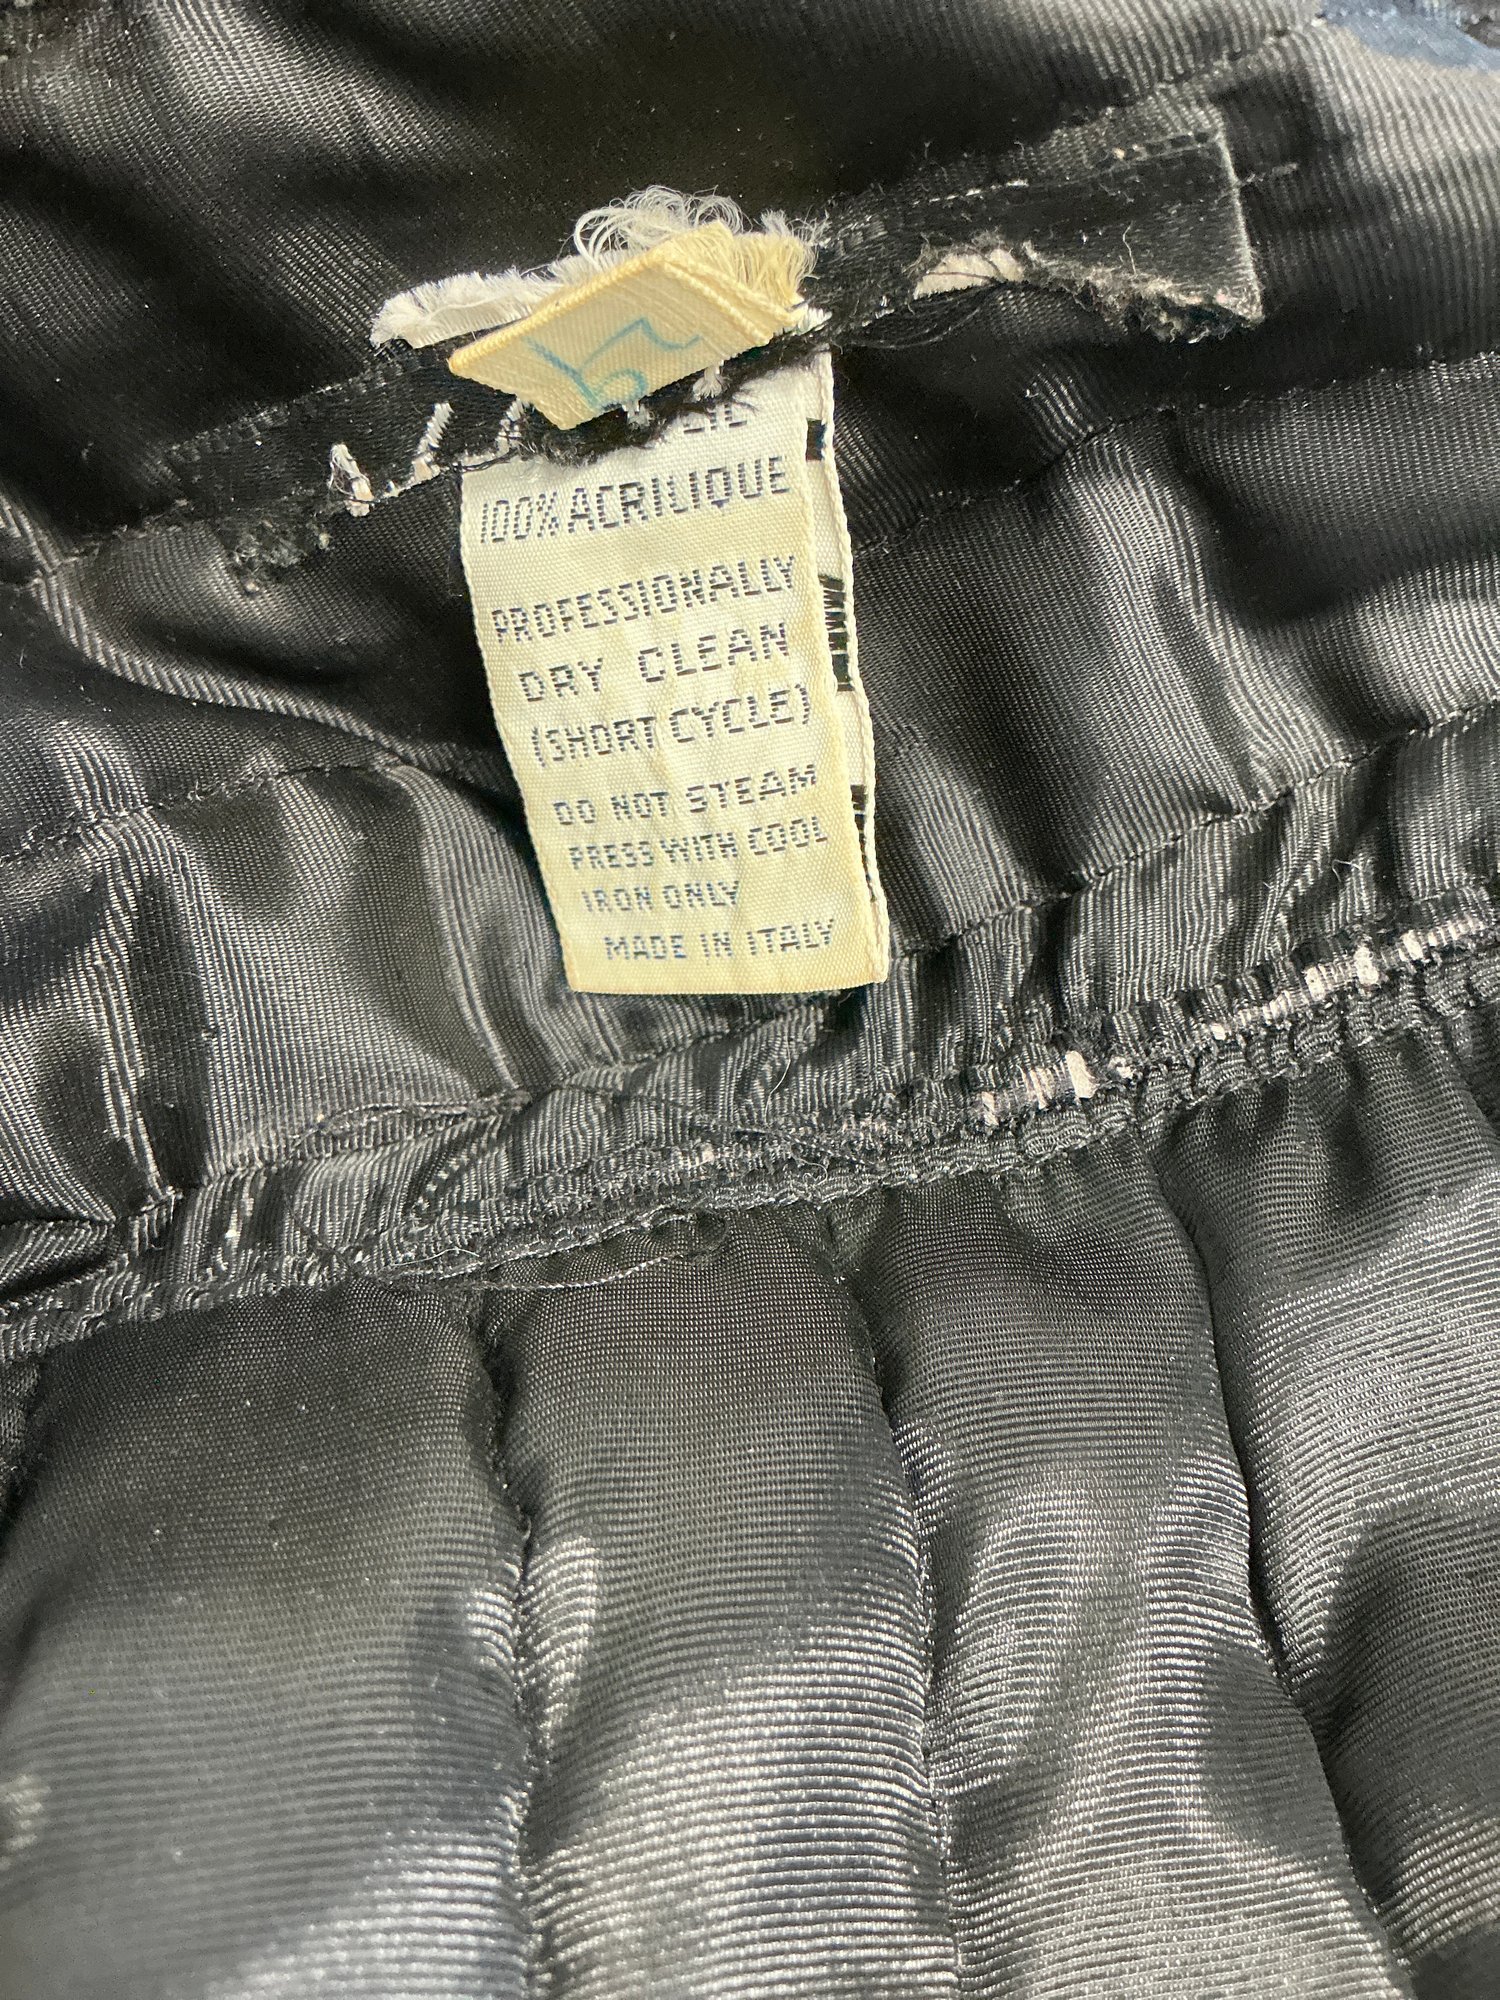 100% ACRILIQUE
PROFESSIONALLY
DRY CLEAN
(SHORT CYCLE)
DO NOT STEAM
PRESS WITH COOL
IRON ONLY
MADE IN ITALY